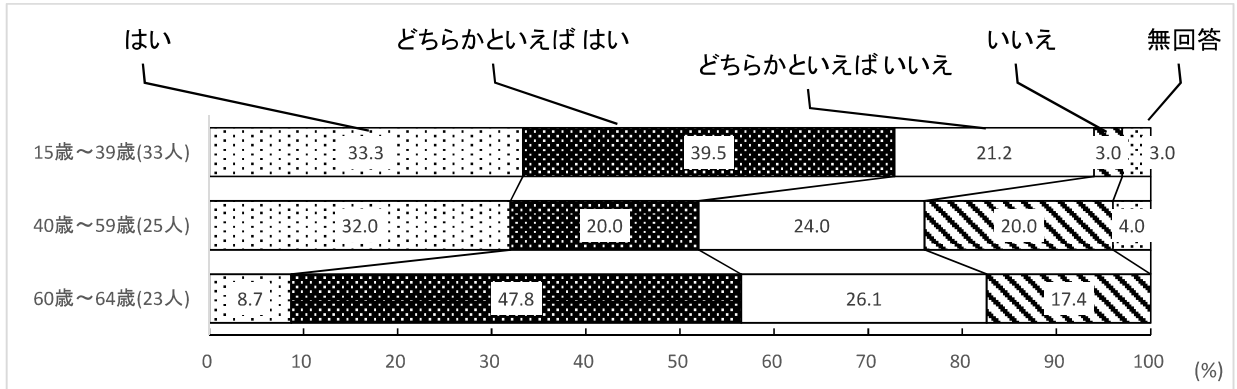 はい
どちらかといえば はい
どちらかといえば いいえ
いいえ
無回答
15歳～39歳(33人)
33.3
39.5
21.2
3.0
3.0
40歳～59歳(25人)
32.0
20.0
24.0
20.0
4.0
60歳～64歳(23人)
8.7
47.8
26.1
17.4
0 10 20 30 40 50 60 70 80 90 100
(%)